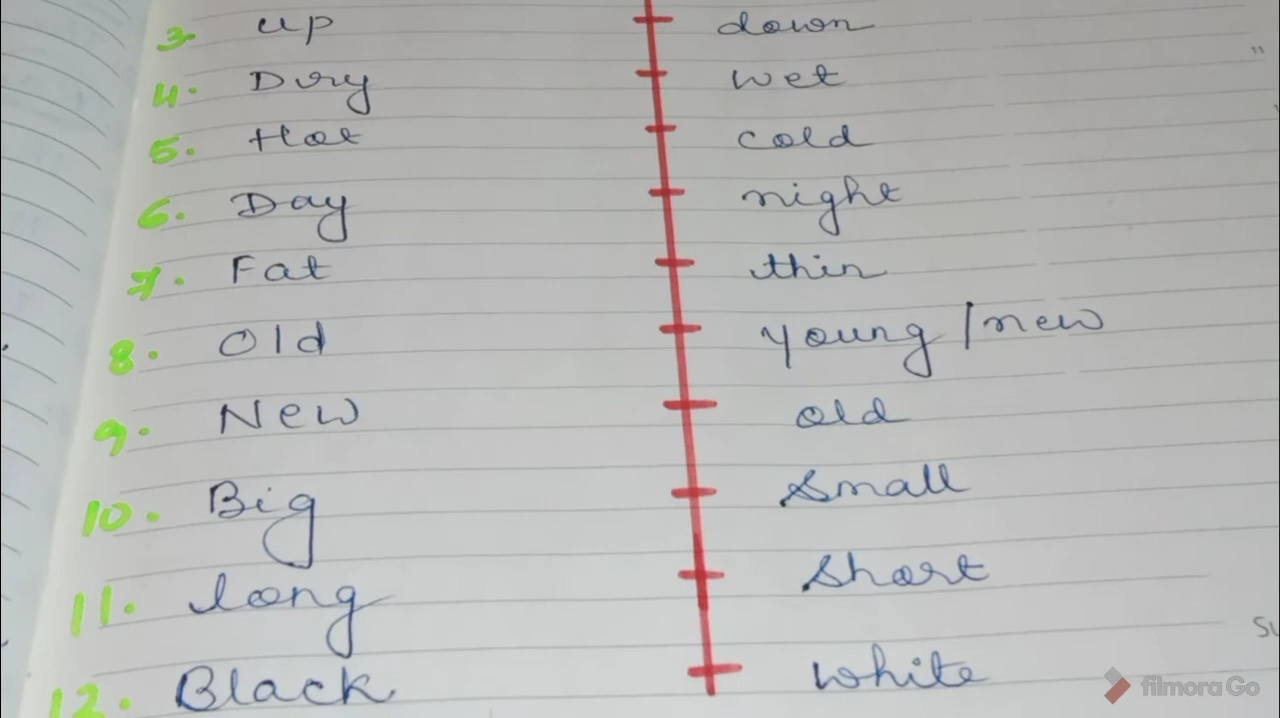 3. up down
4. Dry wet
5. Hot cold
6. Day night
7. Fat thin
8. Old young/new
9. New old
10. Big small
11. long short
12. Black white
filmora Go